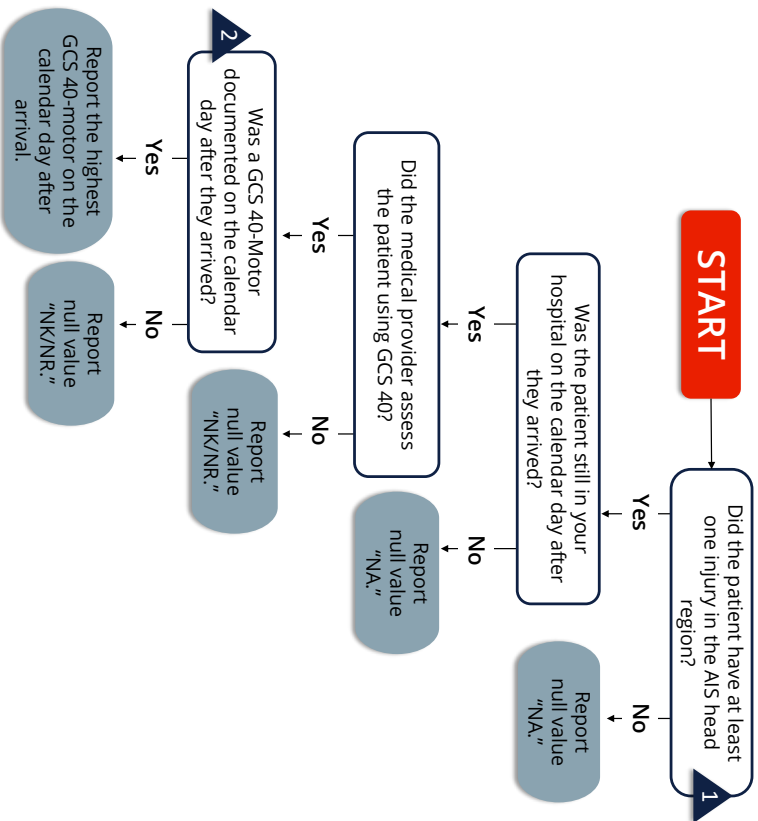 START
Did the patient have at least
one injury in the AIS head
region?
1
Yes
No
Was the patient still in your
hospital on the calendar day after
they arrived?
Report
null value
“NA.”
Yes
No
Did the medical provider assess
the patient using GCS 40?
Report
null value
“NA.”
Yes
No
2
Was a GCS 40-Motor
documented on the calendar
day after they arrived?
Report
null value
“NK/NR.”
Yes
No
Report the highest
GCS 40-motor on the
calendar day after
arrival.
Report
null value
“NK/NR.”